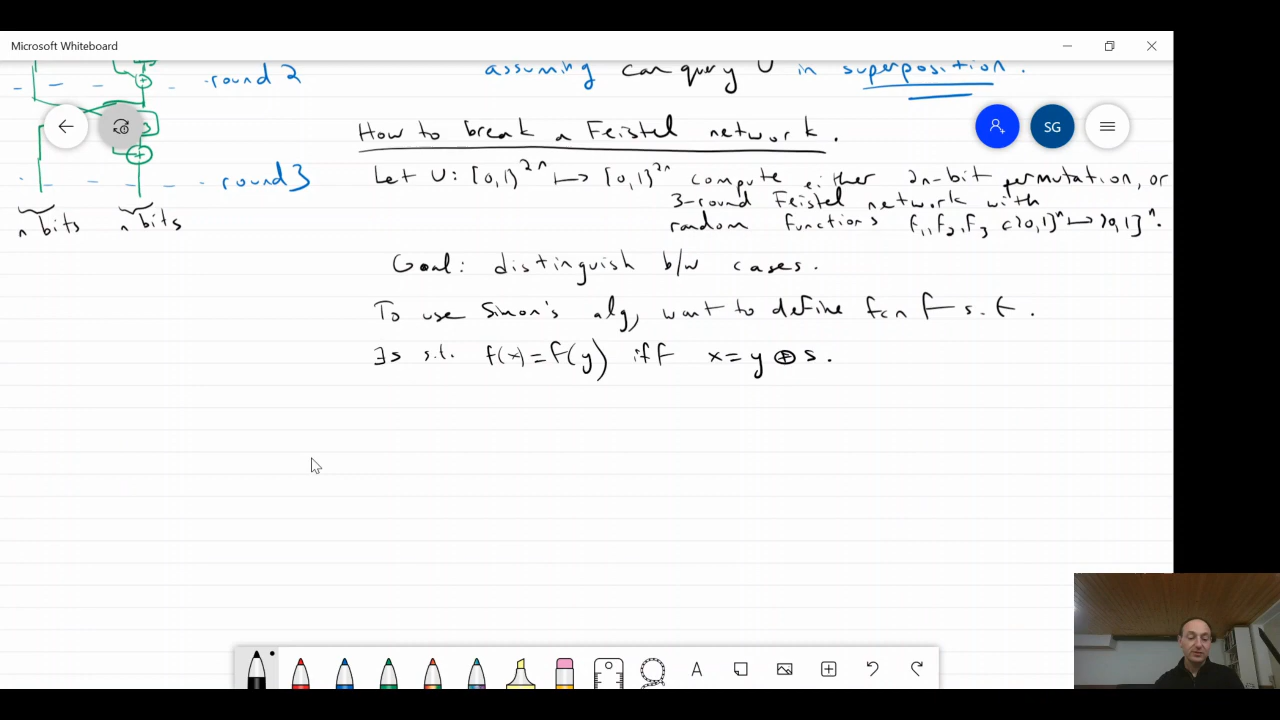 Microsoft Whiteboard
round 2
assuming can query U in superposition.
How to break a Feistel network.
SG
3
round 3
Let U: {0,1}^2n ↦ {0,1}^2n compute either 2n-bit permutation, or
3-round Feistel network with
random functions F1, F2, F3 {0,1}^n ↦ {0,1}^n.
n bits n bits
Goal: distinguish b/w cases.
To use Simon's alg, want to define fcn f s.t.
∃s s.t. f(x)=f(y) iff x=y⊕s.
A